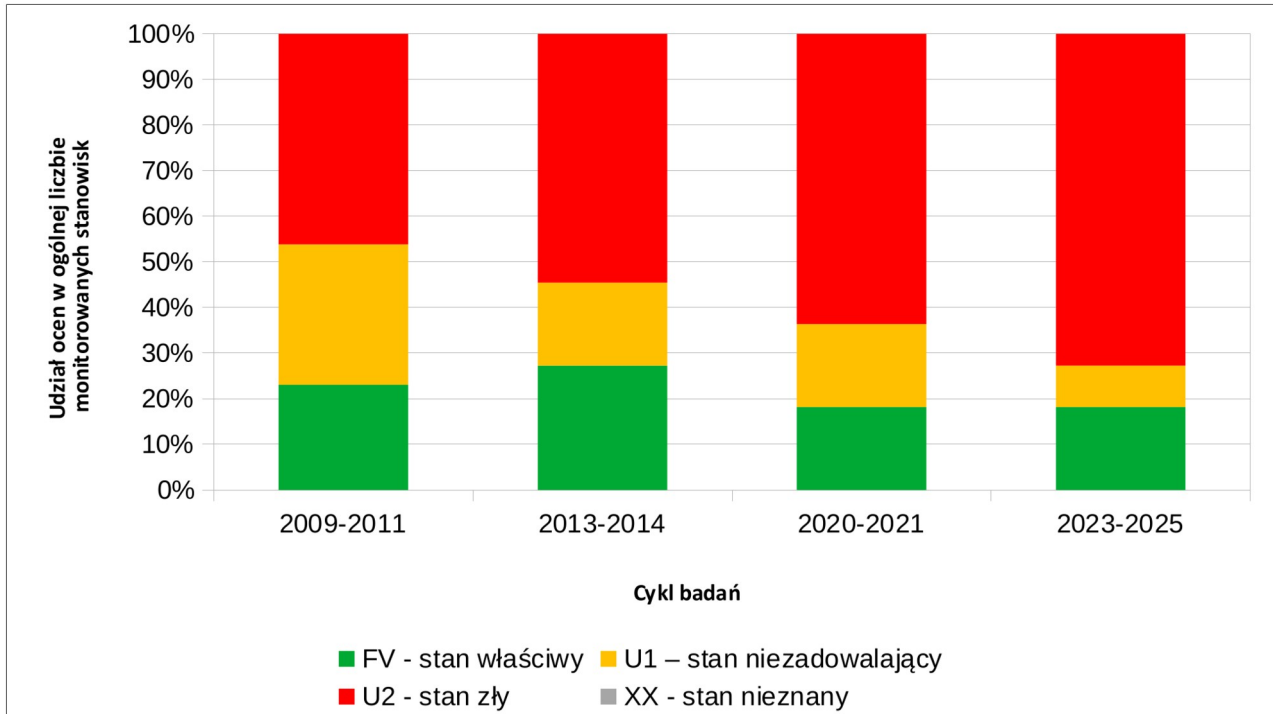 Udział ocen w ogólnej liczbie
monitorowanych stanowisk
100%
90%
80%
70%
60%
50%
40%
30%
20%
10%
0%
2009-2011 2013-2014 2020-2021 2023-2025
Cykl badań
FV - stan właściwy U1 – stan niezadowalający
U2 - stan zły XX - stan nieznany